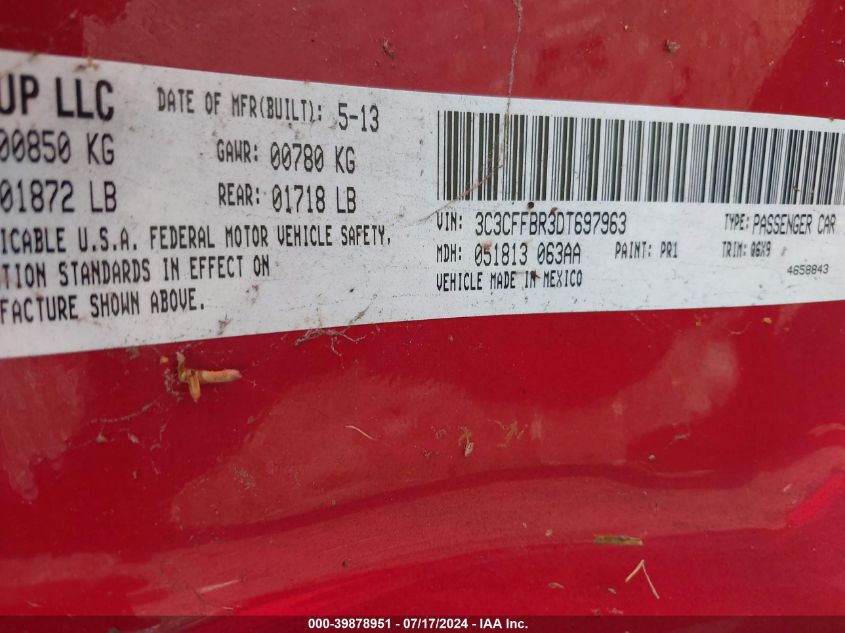 UP LLC DATE OF MFR(BUILT): 5-13
00850 KG GAWR: 00780 KG
01872 LB REAR: 01718 LB
ICABLE U.S.A. FEDERAL MOTOR VEHICLE SAFETY,
TION STANDARDS IN EFFECT ON
FACTURE SHOWN ABOVE.
VIN: 3C3CFFBR3DT697963 TYPE: PASSENGER CAR
MDH: 051813 063AA PAINT: PR1 TRIM: Q6X9
VEHICLE MADE IN MEXICO 4658843
000-39878951 - 07/17/2024 - IAA Inc.